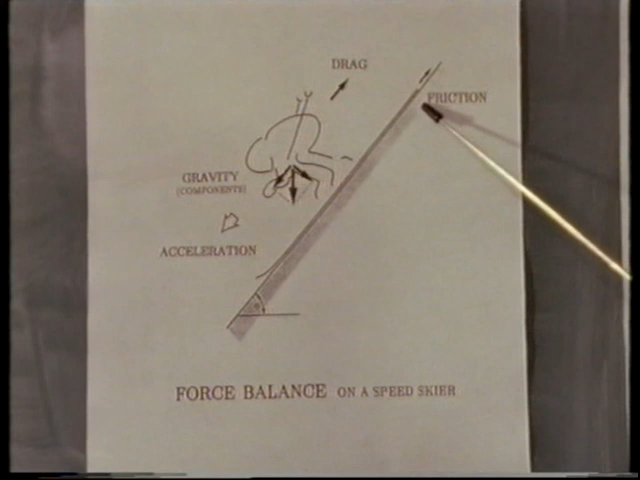 DRAG
FRICTION
GRAVITY
(COMPONENTS)
ACCELERATION
FORCE BALANCE ON A SPEED SKIER